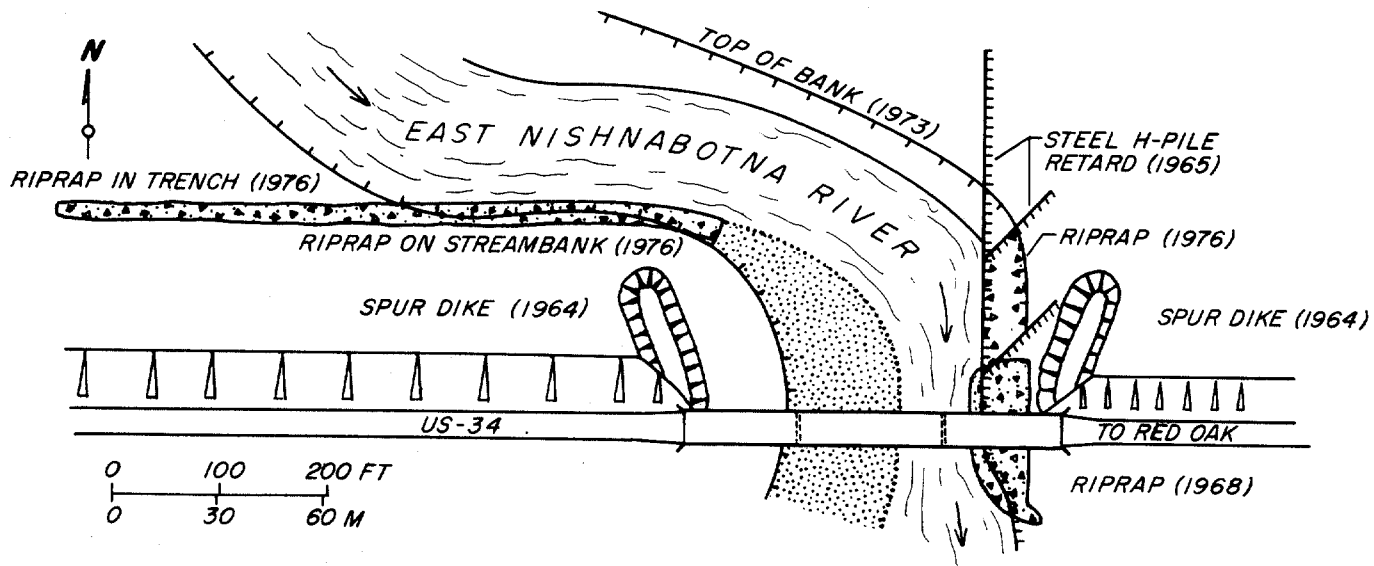 N
TOP OF BANK (1973)
EAST NISHNABOTNA RIVER
STEEL H-PILE
RETARD (1965)
RIPRAP IN TRENCH (1976)
RIPRAP ON STREAMBANK (1976)
RIPRAP (1976)
SPUR DIKE (1964)
SPUR DIKE (1964)
US-34
TO RED OAK
0 100 200 FT
0 30 60 M
RIPRAP (1968)